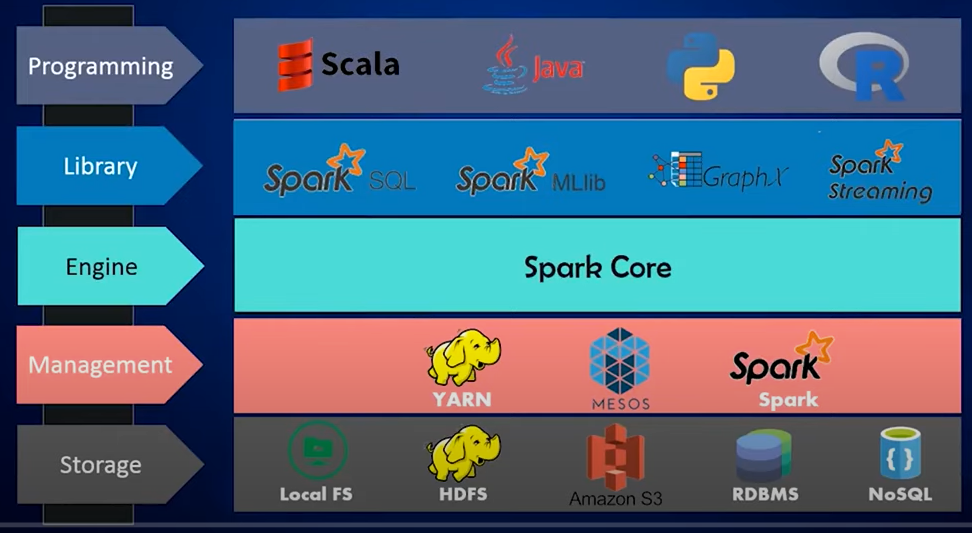 Programming
Scala
Java
R
Library
Spark SQL
Spark MLlib
GraphX
Spark
Streaming
Engine
Spark Core
Management
YARN
MESOS
Spark
Spark
Storage
Local FS
HDFS
Amazon S3
RDBMS
{ }
NoSQL